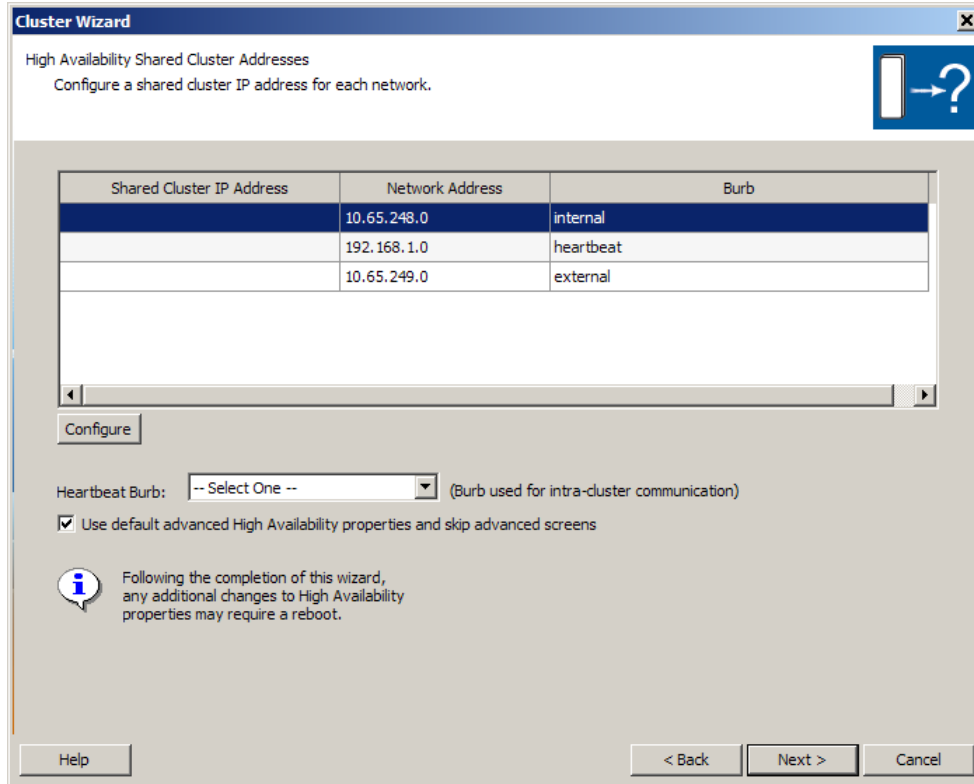 Cluster Wizard
High Availability Shared Cluster Addresses
Configure a shared cluster IP address for each network.
Shared Cluster IP Address Network Address Burb
10.65.248.0 internal
192.168.1.0 heartbeat
10.65.249.0 external
Configure
Heartbeat Burb: -- Select One -- (Burb used for intra-cluster communication)
Use default advanced High Availability properties and skip advanced screens
Following the completion of this wizard,
any additional changes to High Availability
properties may require a reboot.
Help < Back Next > Cancel